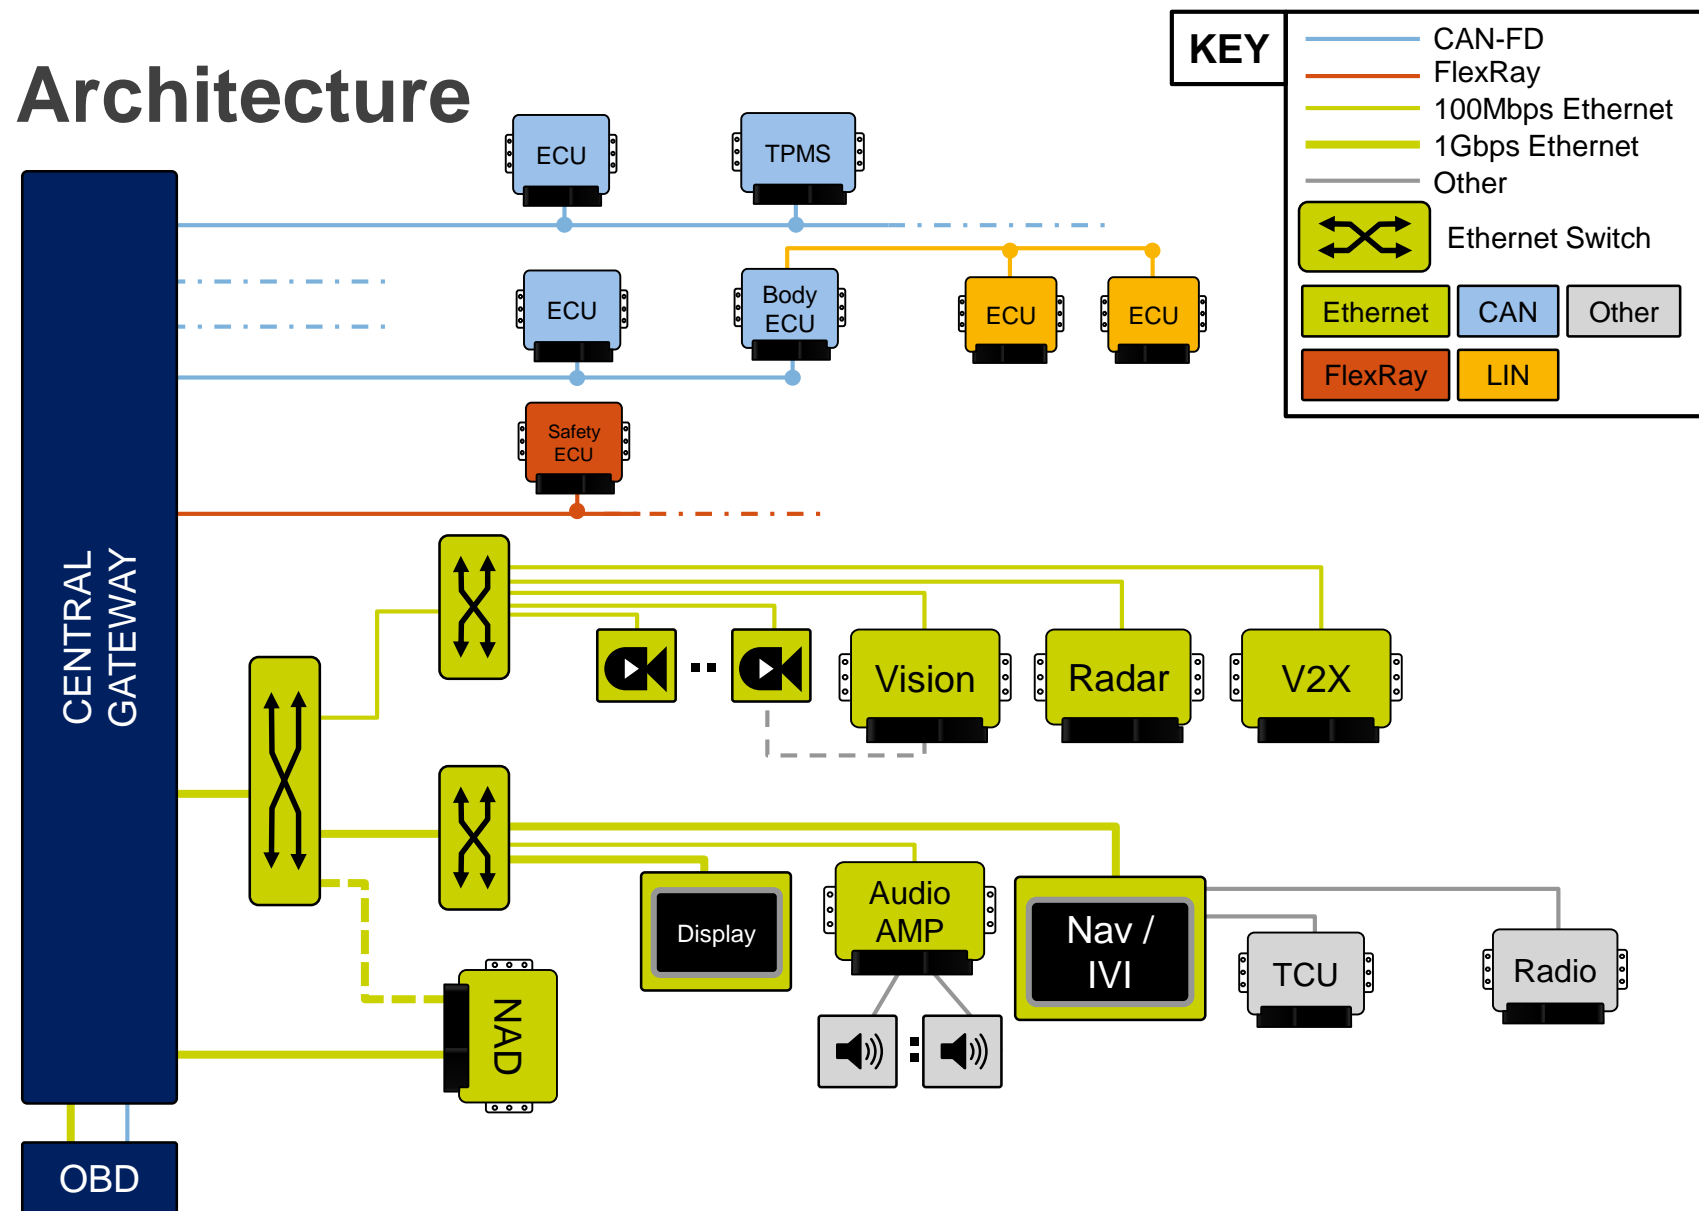 Architecture
KEY
CAN-FD
FlexRay
100Mbps Ethernet
1Gbps Ethernet
Other
Ethernet Switch
Ethernet
CAN
Other
FlexRay
LIN
ECU
TPMS
ECU
Body
ECU
ECU
ECU
Safety
ECU
CENTRAL
GATEWAY
Vision
Radar
V2X
Display
Audio
AMP
Nav /
IVI
TCU
Radio
NAD
OBD